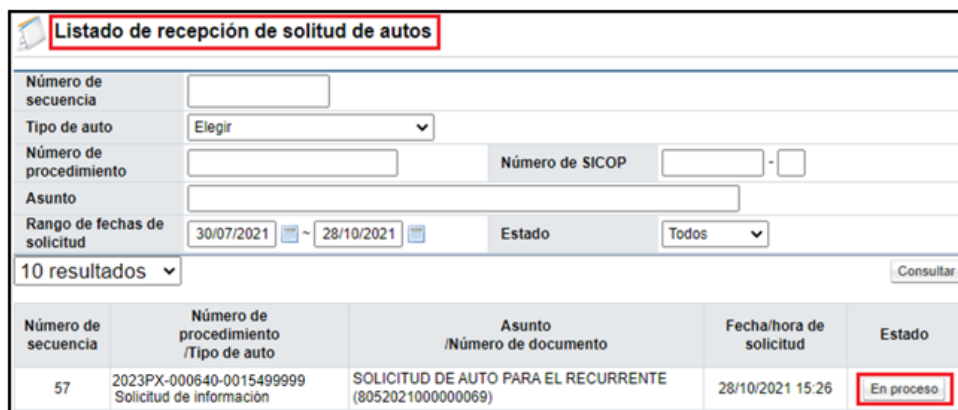 Listado de recepción de solitud de autos
Número de
secuencia
Tipo de auto Elegir
Número de
procedimiento
Número de SICOP -
Asunto
Rango de fechas de
solicitud
30/07/2021 ~ 28/10/2021 Estado Todos
10 resultados Consultar
Número de
secuencia
Número de
procedimiento
/Tipo de auto
Asunto
/Número de documento
Fecha/hora de
solicitud
Estado
57
2023PX-000640-0015499999
Solicitud de información
SOLICITUD DE AUTO PARA EL RECURRENTE
(8052021000000069)
28/10/2021 15:26
En proceso